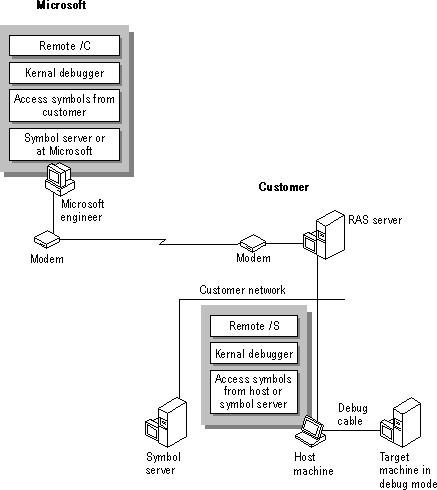 Microsoft
Remote /C
Kernal debugger
Access symbols from
customer
Symbol server or
at Microsoft
Microsoft
engineer
Modem
Customer
RAS server
Modem
Customer network
Remote /S
Kernal debugger
Access symbols
from host or
symbol server
Debug
cable
Symbol
server
Host
machine
Target
machine in
debug mode